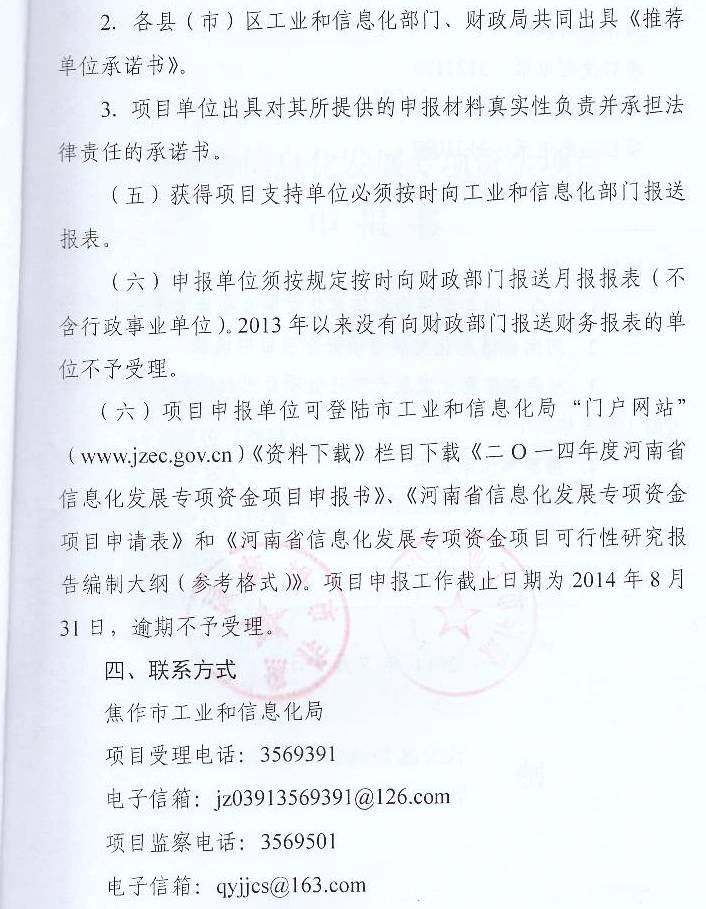 2. 各县（市）区工业和信息化部门、财政局共同出具《推荐
单位承诺书》。
3. 项目单位出具对其所提供的申报材料真实性负责并承担法
律责任的承诺书。
（五）获得项目支持单位必须按时向工业和信息化部门报送
报表。
（六）申报单位须按规定按时向财政部门报送月报报表（不
含行政事业单位）。2013 年以来没有向财政部门报送财务报表的单
位不予受理。
（六）项目申报单位可登陆市工业和信息化局“门户网站”
（www.jzec.gov.cn）《资料下载》栏目下载《二 O 一四年度河南省
信息化发展专项资金项目申报书》、《河南省信息化发展专项资金
项目申请表》和《河南省信息化发展专项资金项目可行性研究报
告编制大纲（参考格式）》。项目申报工作截止日期为 2014 年 8 月
31 日，逾期不予受理。
四、联系方式
焦作市工业和信息化局
项目受理电话：3569391
电子信箱：jz03913569391@126.com
项目监察电话：3569501
电子信箱：qyjjcs@163.com